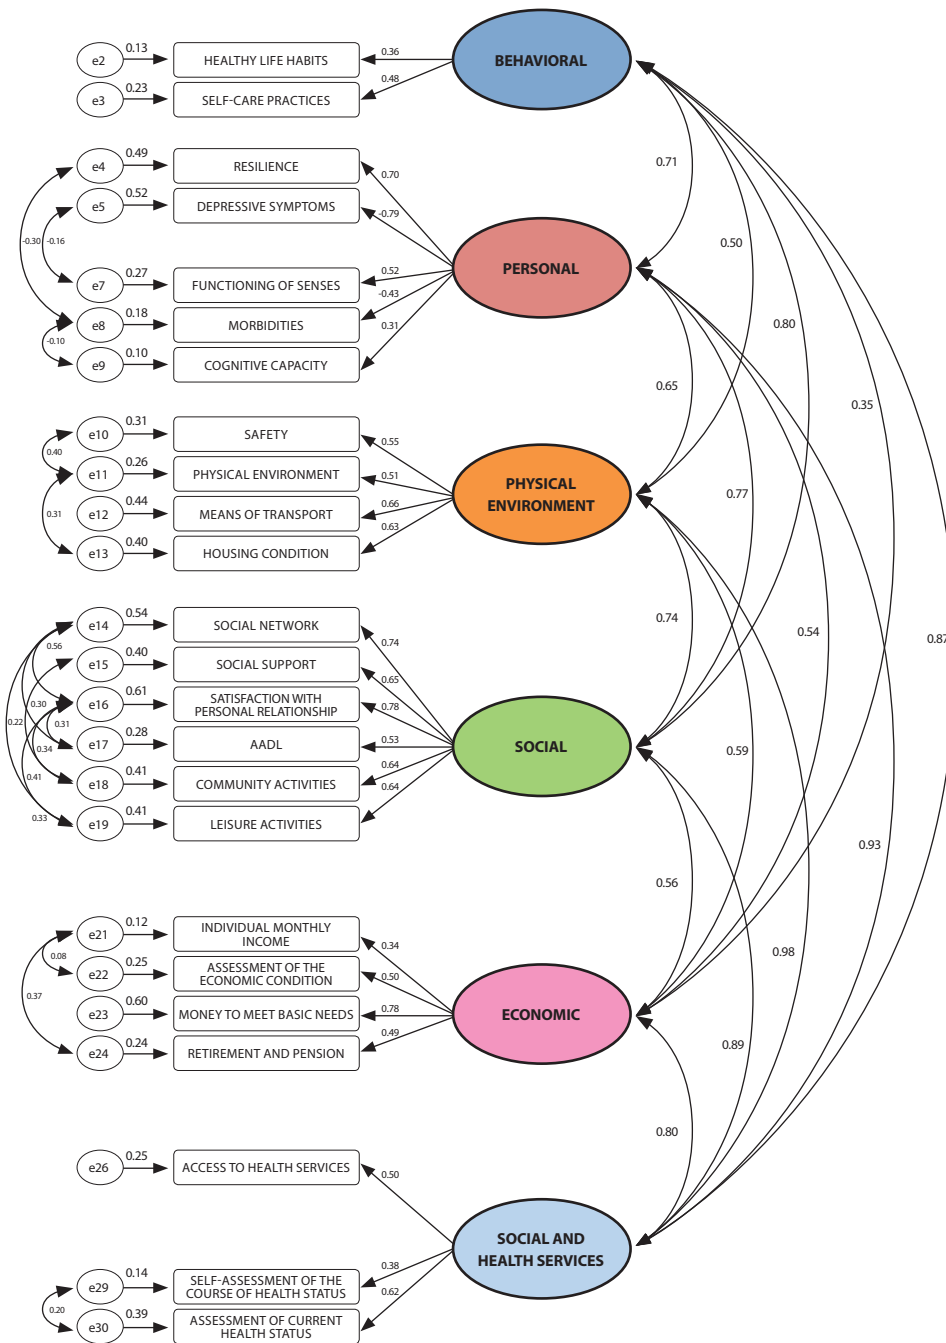 e2
0.13
HEALTHY LIFE HABITS
0.36
BEHAVIORAL
e3
0.23
SELF-CARE PRACTICES
0.48
e4
0.49
RESILIENCE
0.70
0.71
e5
0.52
DEPRESSIVE SYMPTOMS
-0.79
-0.30
-0.16
0.50
PERSONAL
e7
0.27
FUNCTIONING OF SENSES
0.52
-0.43
e8
0.18
MORBIDITIES
0.31
0.80
-0.10
e9
0.10
COGNITIVE CAPACITY
0.65
0.35
e10
0.31
SAFETY
0.55
0.40
e11
0.26
PHYSICAL ENVIRONMENT
0.51
PHYSICAL
ENVIRONMENT
0.77
e12
0.44
MEANS OF TRANSPORT
0.66
0.31
0.63
e13
0.40
HOUSING CONDITION
e14
0.54
SOCIAL NETWORK
0.74
0.74
0.54
0.87
0.56
e15
0.40
SOCIAL SUPPORT
0.65
e16
0.61
SATISFACTION WITH
PERSONAL RELATIONSHIP
0.78
0.30
0.22
0.31
e17
0.28
AADL
0.53
SOCIAL
0.59
0.34
0.64
e18
0.41
COMMUNITY ACTIVITIES
0.41
0.64
0.33
e19
0.41
LEISURE ACTIVITIES
0.93
0.56
e21
0.12
INDIVIDUAL MONTHLY
INCOME
0.34
0.08
0.98
e22
0.25
ASSESSMENT OF THE
ECONOMIC CONDITION
0.50
0.37
e23
0.60
MONEY TO MEET BASIC NEEDS
0.78
ECONOMIC
0.49
e24
0.24
RETIREMENT AND PENSION
0.89
0.80
e26
0.25
ACCESS TO HEALTH SERVICES
0.50
SOCIAL AND
HEALTH SERVICES
e29
0.14
SELF-ASSESSMENT OF THE
COURSE OF HEALTH STATUS
0.38
0.62
0.20
e30
0.39
ASSESSMENT OF CURRENT
HEALTH STATUS